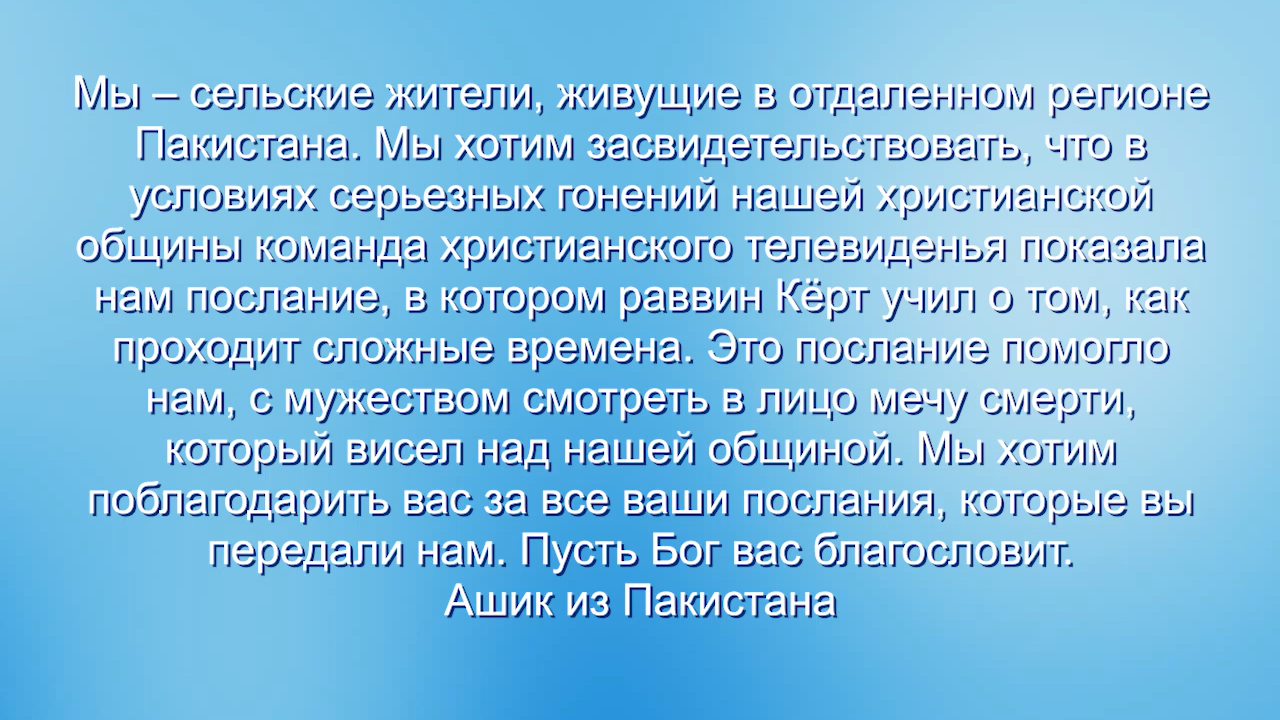 Мы – сельские жители, живущие в отдаленном регионе
Пакистана. Мы хотим засвидетельствовать, что в
условиях серьезных гонений нашей христианской
общины команда христианского телевиденья показала
нам послание, в котором раввин Кёрт учил о том, как
проходит сложные времена. Это послание помогло
нам, с мужеством смотреть в лицо мечу смерти,
который висел над нашей общиной. Мы хотим
поблагодарить вас за все ваши послания, которые вы
передали нам. Пусть Бог вас благословит.
Ашик из Пакистана